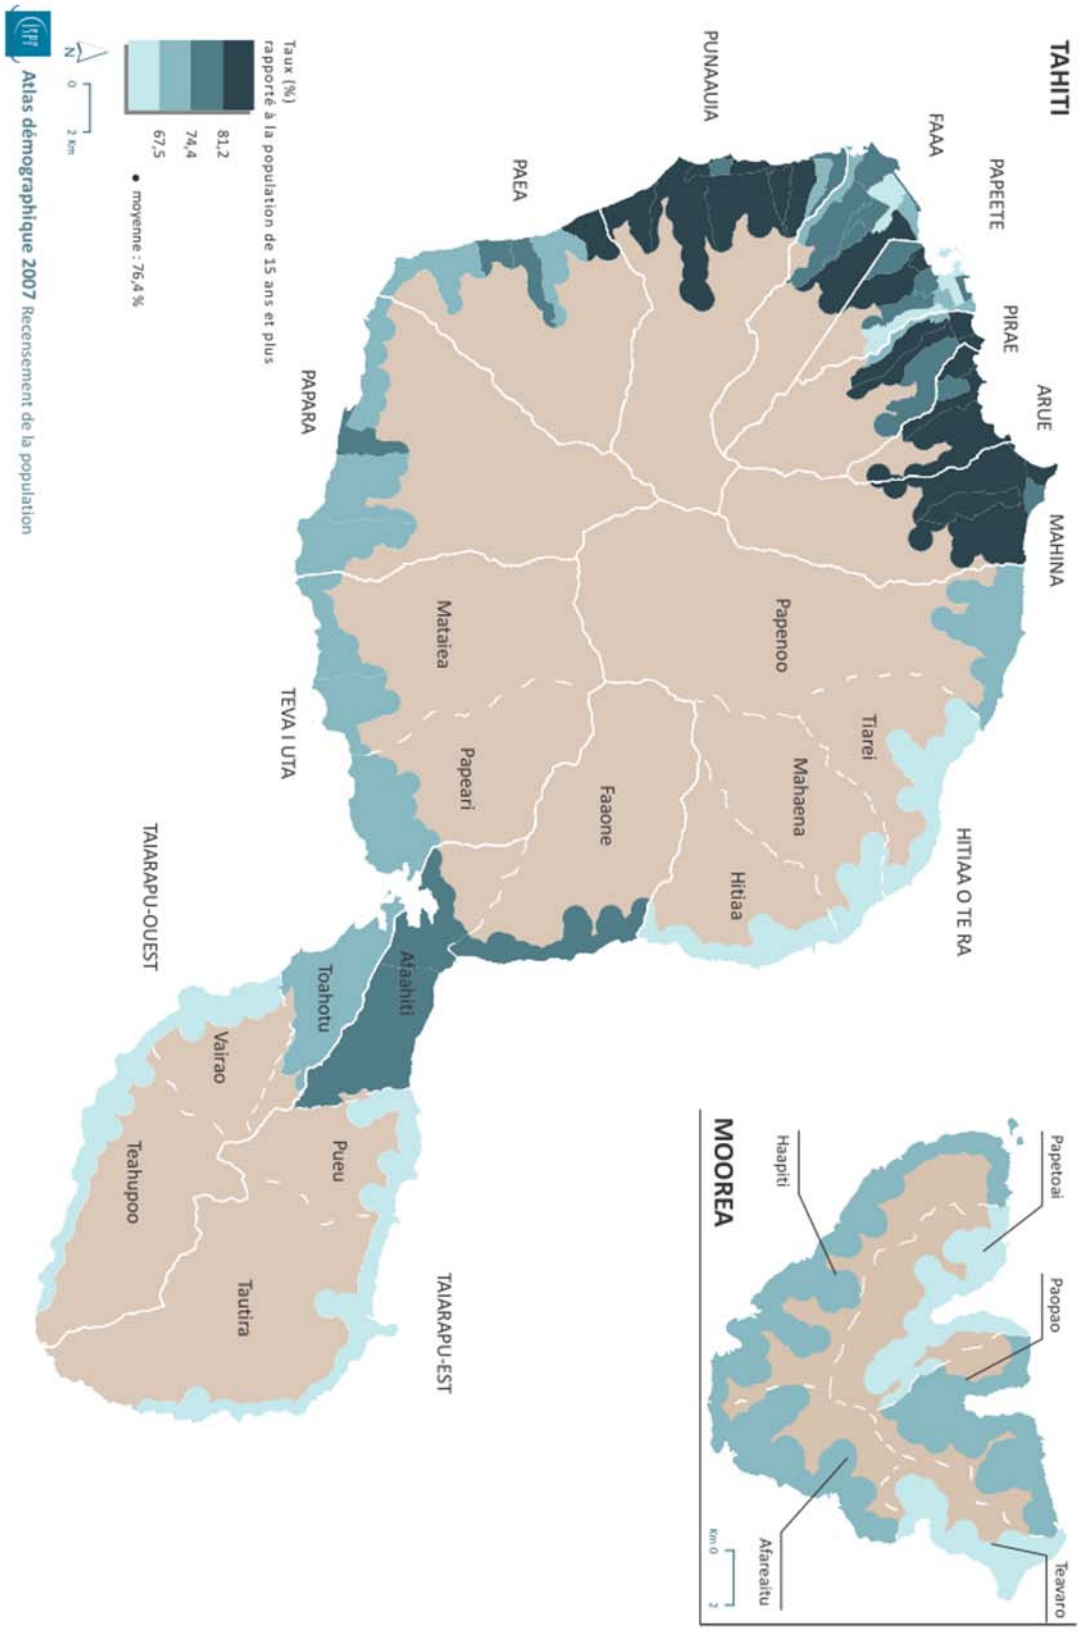 TAHITI
PUNAAUIA
FAAA
PAPEETE
PIRAE
ARUE
MAHINA
PAEA
PAPARA
TEVA I UTA
HITIAA O TE RA
TAIARAPU-OUEST
TAIARAPU-EST
Papenoo
Tiarei
Mahaena
Hitiaa
Faaone
Mataiea
Papeari
Afaahiti
Toahotu
Vairao
Teahupoo
Pueu
Tautira
MOOREA
Papetoai
Paopao
Haapiti
Afareaitu
Teavaro
Km 0 2
Taux (%)
rapporté à la population de 15 ans et plus
81,2
74,4
67,5
• moyenne : 76,4 %
N
0 2 Km
ISPF
Atlas démographique 2007 Recensement de la population